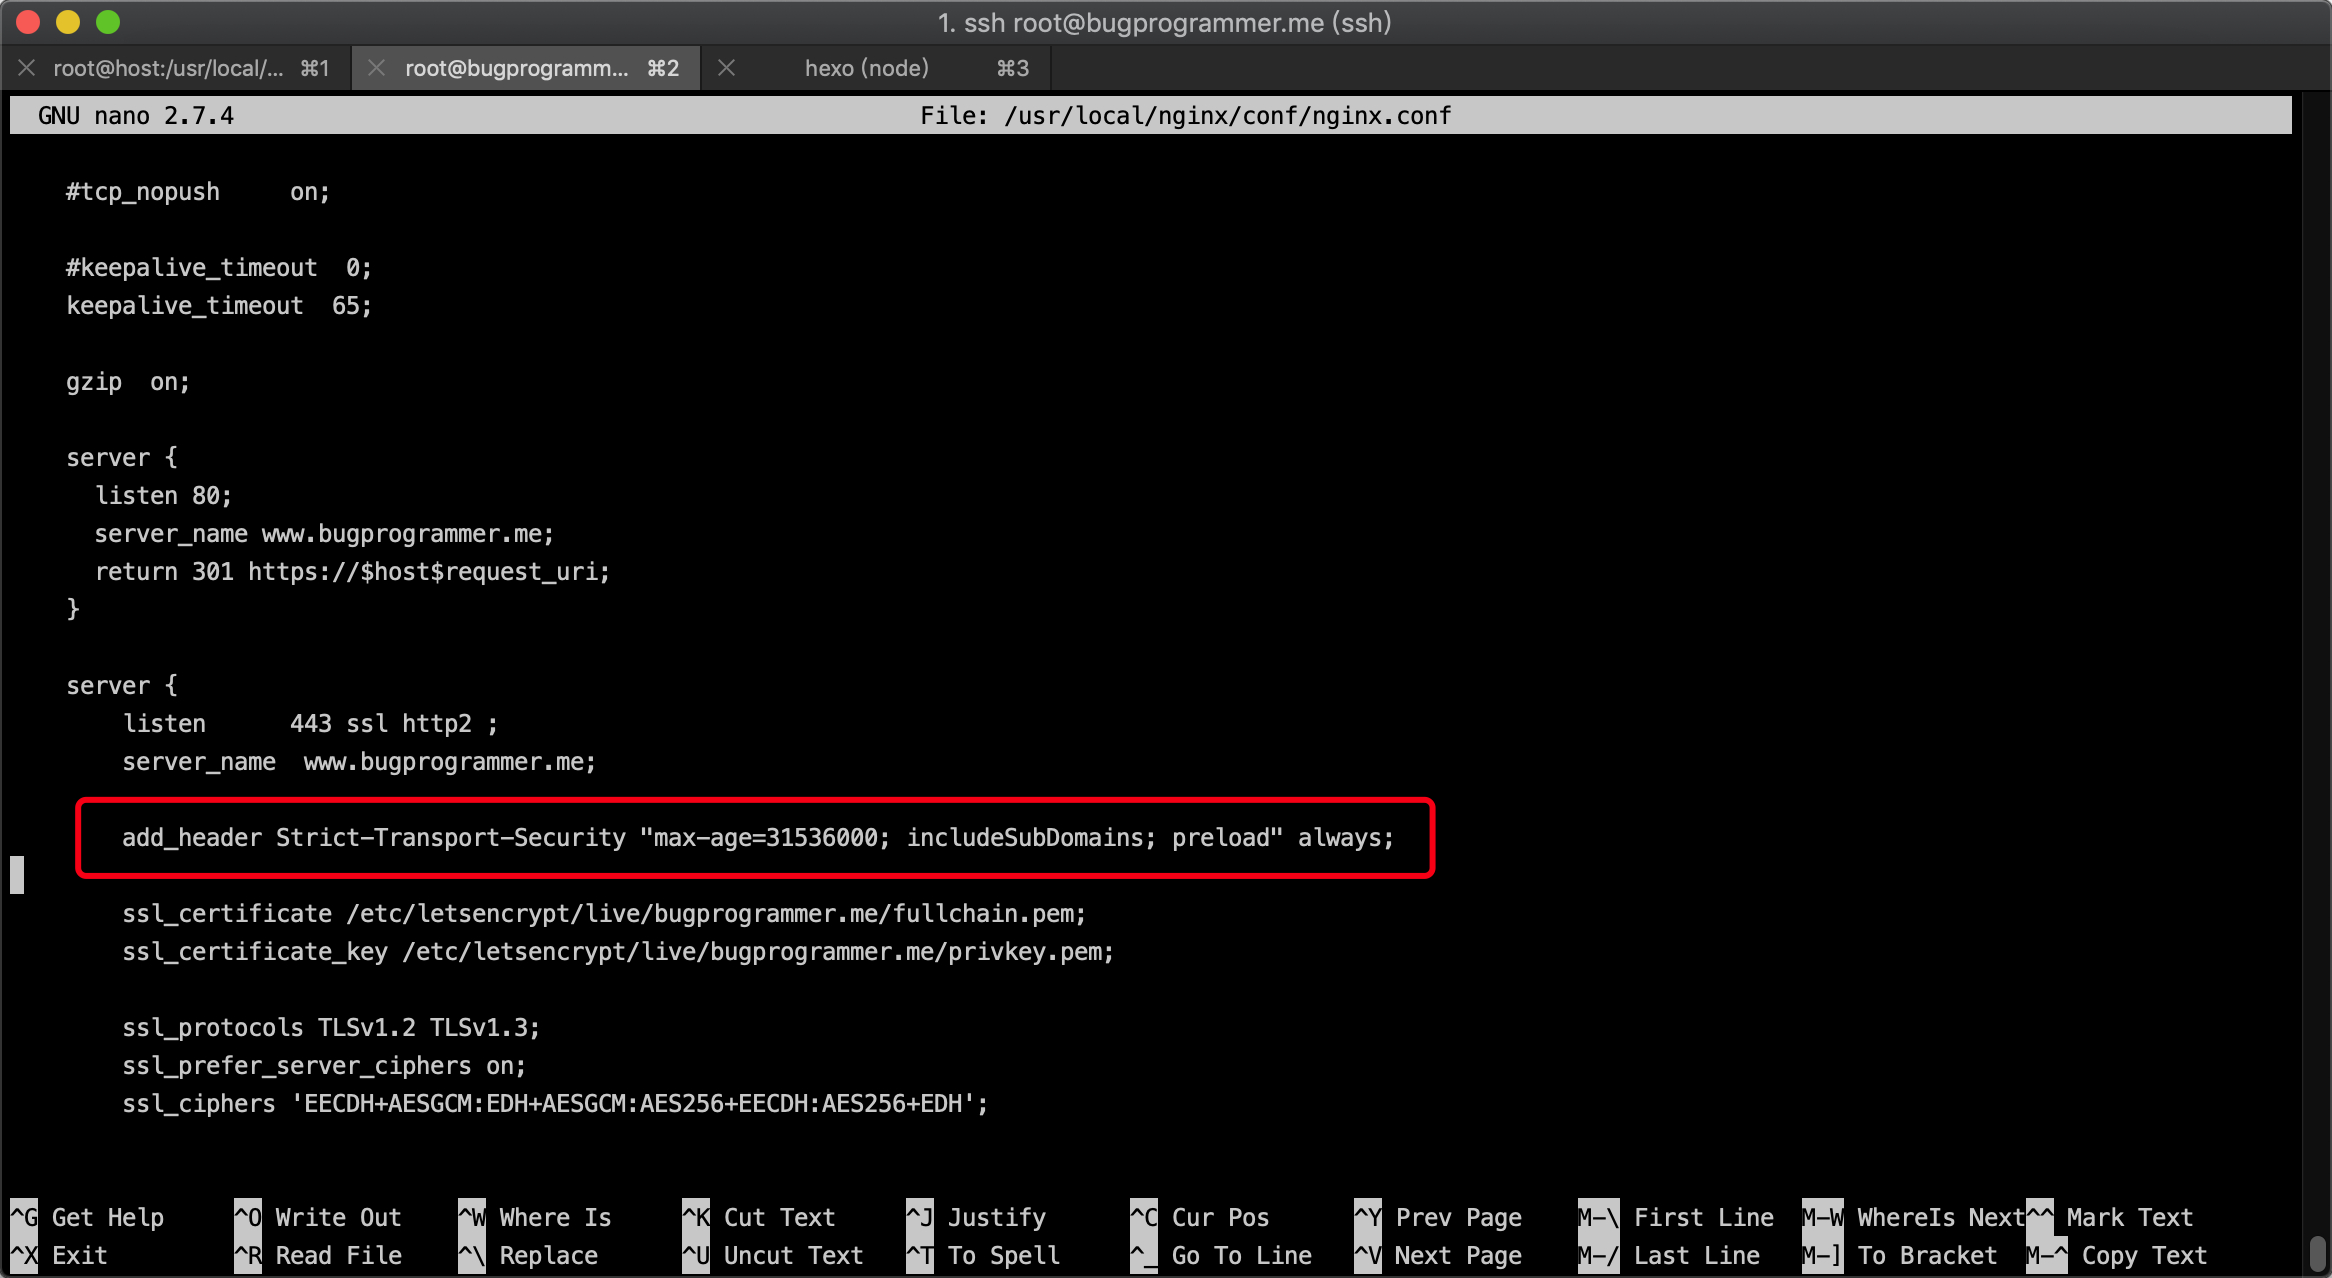 1. ssh root@bugprogrammer.me (ssh)
root@host:/usr/local/... ⌘1 root@bugprogramm... ⌘2 hexo (node) ⌘3
GNU nano 2.7.4 File: /usr/local/nginx/conf/nginx.conf
#tcp_nopush     on;
#keepalive_timeout  0;
keepalive_timeout  65;
gzip  on;
server {
listen 80;
server_name www.bugprogrammer.me;
return 301 https://$host$request_uri;
}
server {
listen      443 ssl http2 ;
server_name  www.bugprogrammer.me;
add_header Strict-Transport-Security "max-age=31536000; includeSubDomains; preload" always;
ssl_certificate /etc/letsencrypt/live/bugprogrammer.me/fullchain.pem;
ssl_certificate_key /etc/letsencrypt/live/bugprogrammer.me/privkey.pem;
ssl_protocols TLSv1.2 TLSv1.3;
ssl_prefer_server_ciphers on;
ssl_ciphers 'EECDH+AESGCM:EDH+AESGCM:AES256+EECDH:AES256+EDH';
^G Get Help ^O Write Out ^W Where Is ^K Cut Text ^J Justify ^C Cur Pos ^Y Prev Page M-\ First Line M-W WhereIs Next ^^ Mark Text
^X Exit ^R Read File ^\ Replace ^U Uncut Text ^T To Spell ^_ Go To Line ^V Next Page M-/ Last Line M-] To Bracket M-^ Copy Text